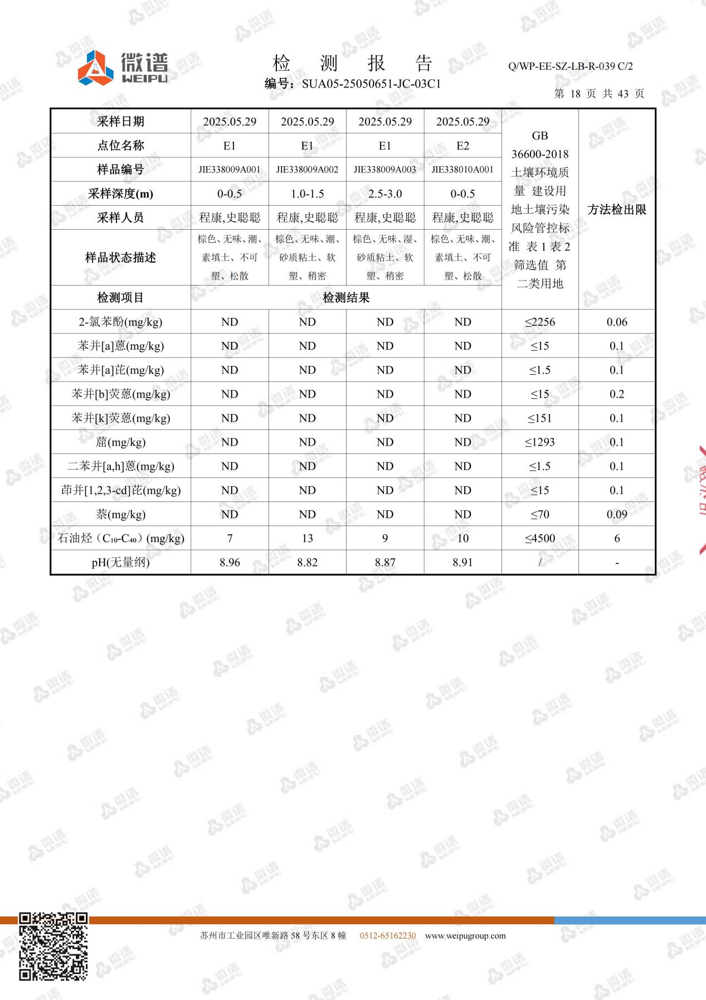 微谱
WEIPU
检 测 报 告
编号：SUA05-25050651-JC-03C1
Q/WP-EE-SZ-LB-R-039 C/2
第 18 页 共 43 页
采样日期 2025.05.29 2025.05.29 2025.05.29 2025.05.29
点位名称 E1 E1 E1 E2
样品编号 JIE338009A001 JIE338009A002 JIE338009A003 JIE338010A001
采样深度(m) 0-0.5 1.0-1.5 2.5-3.0 0-0.5
采样人员 程康,史聪聪 程康,史聪聪 程康,史聪聪 程康,史聪聪
样品状态描述
棕色、无味、潮、
素填土、不可
塑、松散
棕色、无味、潮、
砂质粘土、软
塑、稍密
棕色、无味、湿、
砂质粘土、软
塑、稍密
棕色、无味、潮、
素填土、不可
塑、松散
GB
36600-2018
土壤环境质
量 建设用
地土壤污染
风险管控标
准 表 1 表 2
筛选值 第
二类用地
方法检出限
检测项目 检测结果
2-氯苯酚(mg/kg) ND ND ND ND ≤2256 0.06
苯并[a]蒽(mg/kg) ND ND ND ND ≤15 0.1
苯并[a]芘(mg/kg) ND ND ND ND ≤1.5 0.1
苯并[b]荧蒽(mg/kg) ND ND ND ND ≤15 0.2
苯并[k]荧蒽(mg/kg) ND ND ND ND ≤151 0.1
䓛(mg/kg) ND ND ND ND ≤1293 0.1
二苯并[a,h]蒽(mg/kg) ND ND ND ND ≤1.5 0.1
茚并[1,2,3-cd]芘(mg/kg) ND ND ND ND ≤15 0.1
萘(mg/kg) ND ND ND ND ≤70 0.09
石油烃（C₁₀-C₄₀）(mg/kg) 7 13 9 10 ≤4500 6
pH(无量纲) 8.96 8.82 8.87 8.91 / -
苏州市工业园区唯新路 58 号东区 8 幢 0512-65162230 www.weipugroup.com